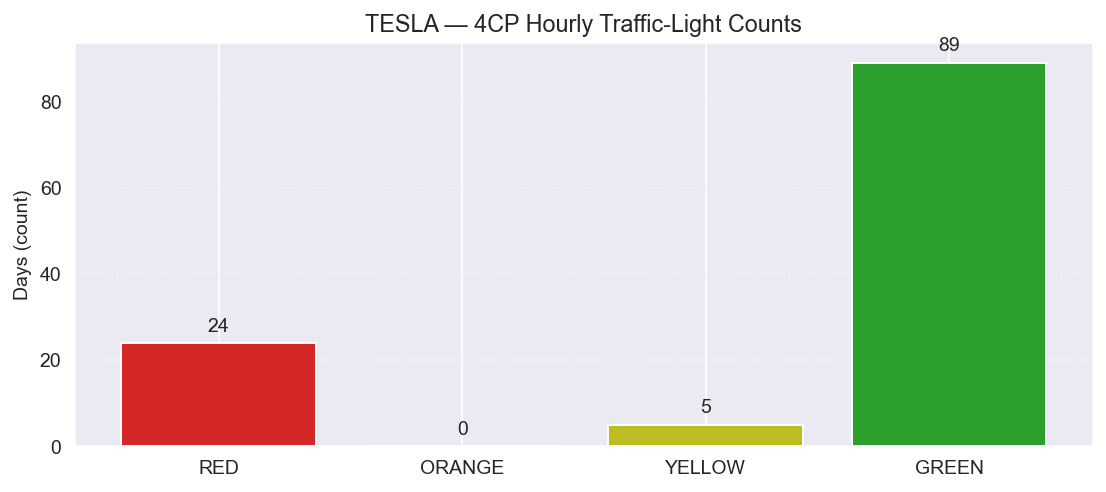 TESLA — 4CP Hourly Traffic-Light Counts
Days (count)
80
60
40
20
0
24
0
5
89
RED
ORANGE
YELLOW
GREEN